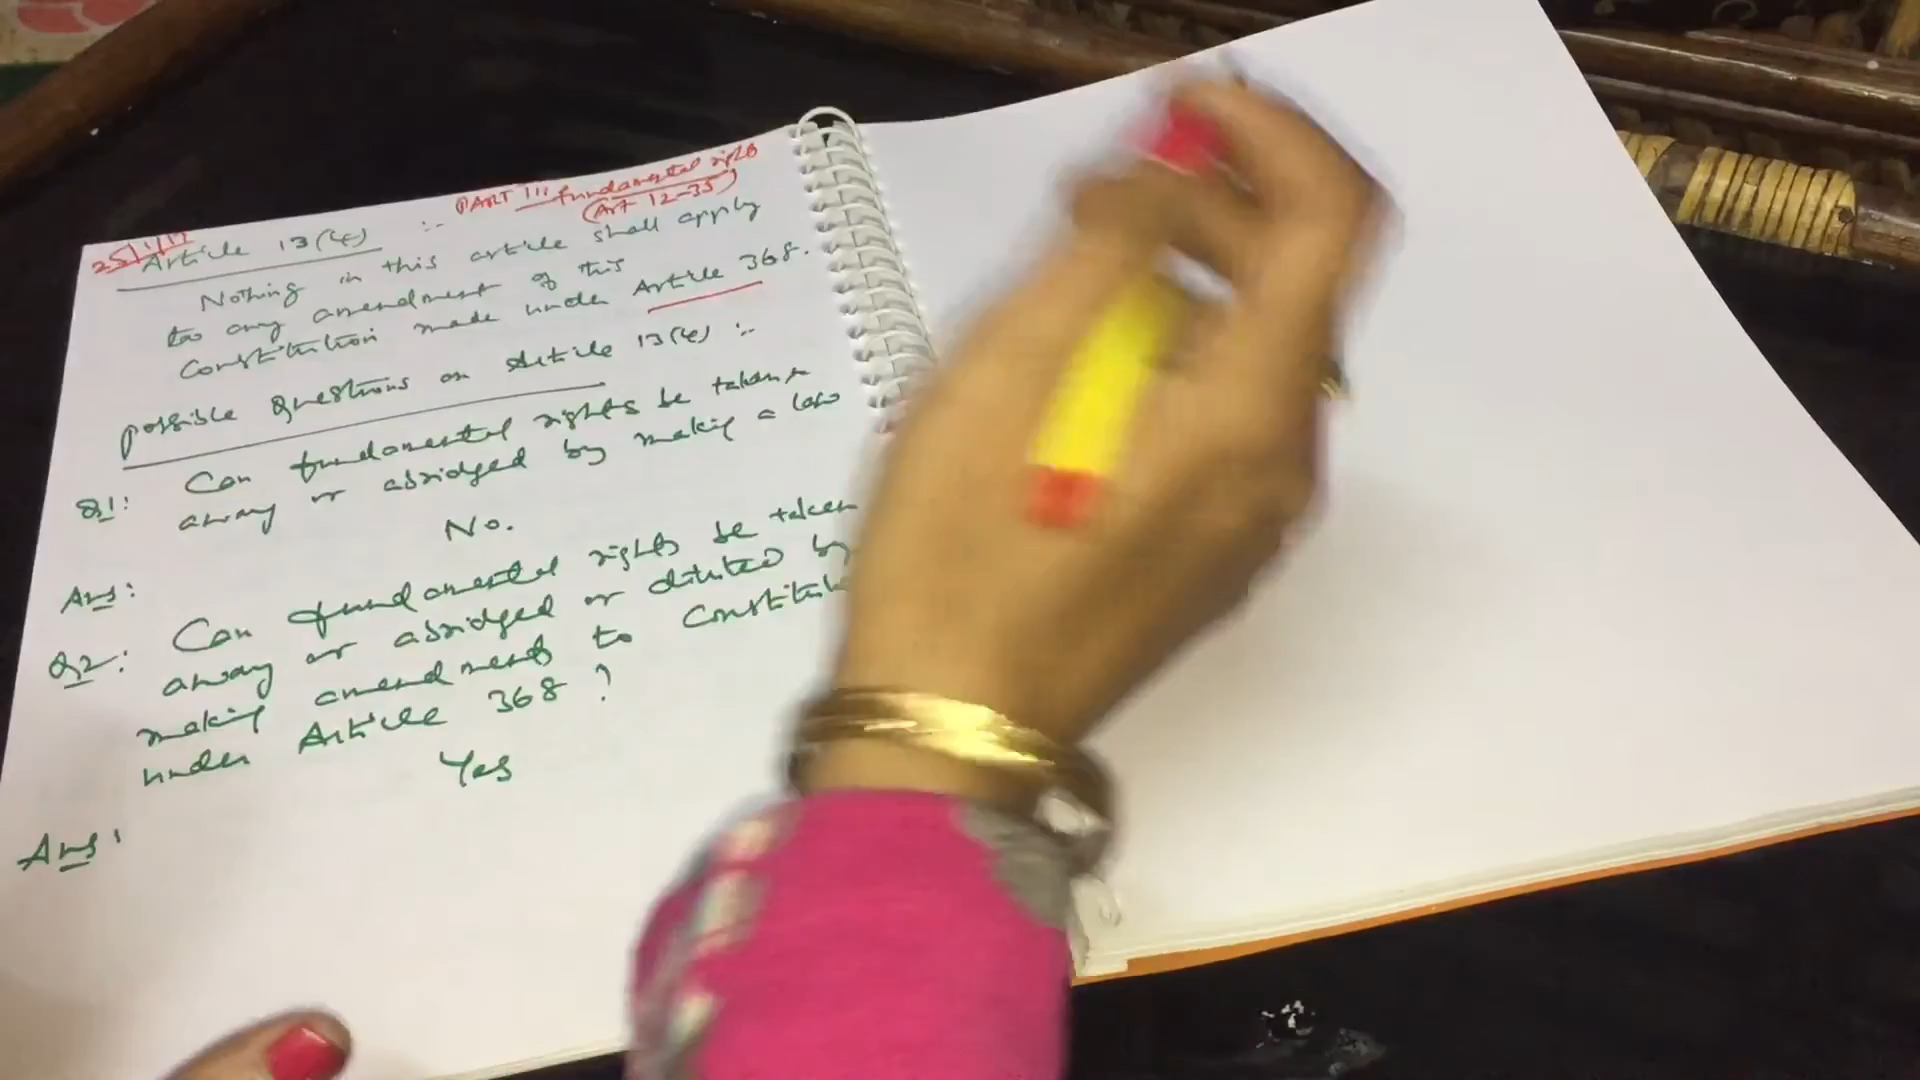 PART III Fundamental rights
(Art 12-35)
25/1/17
Article 13(4) :-
Nothing in this article shall apply
to any amendment of this
Constitution made under Article 368.
possible Questions on Article 13(4) :-
Q1: Can fundamental rights be taken
away or abridged by making a law
Ans: No.
Q2: Can fundamental rights be taken
away or abridged or diluted by
making amendments to Constitut
under Article 368 ?
Ans: Yes